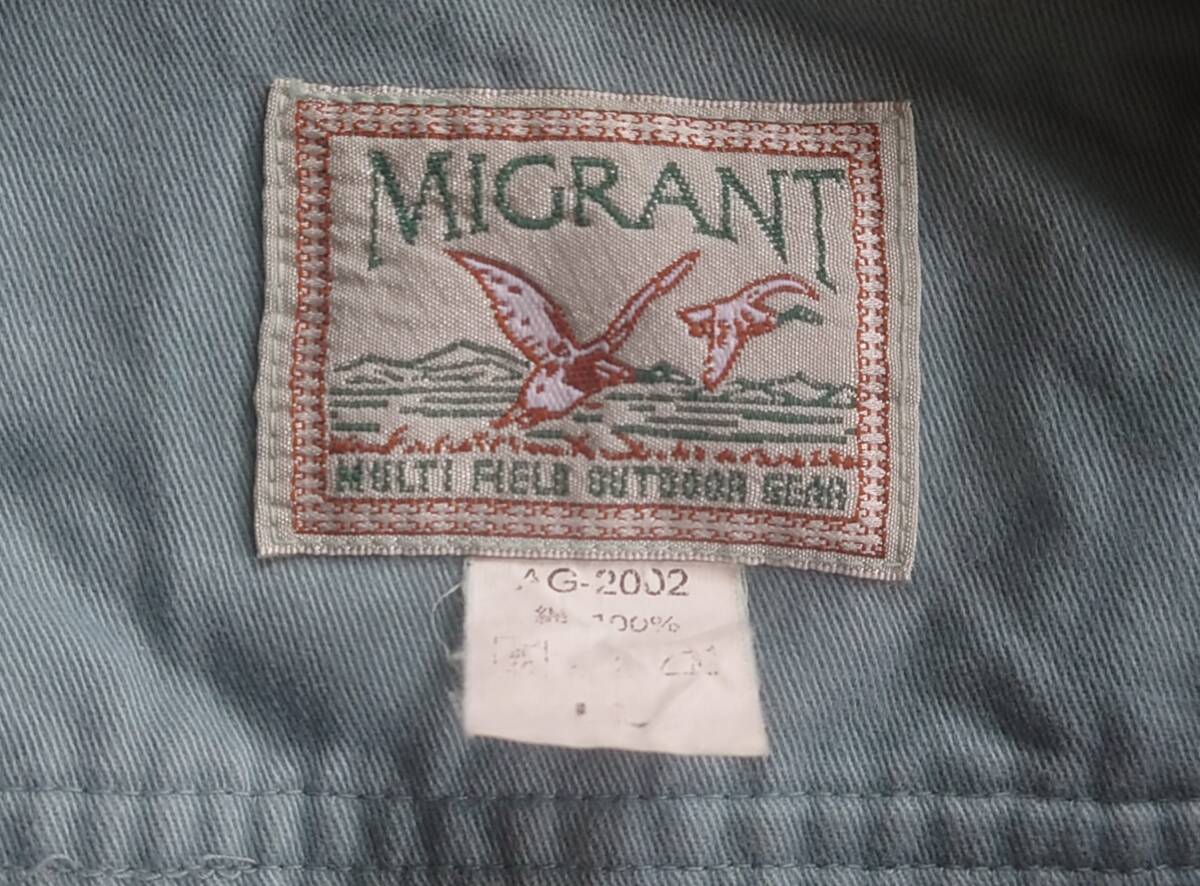 MIGRANT
MULTI FIELD OUTDOOR GEAR
AG-2002
綿 100%